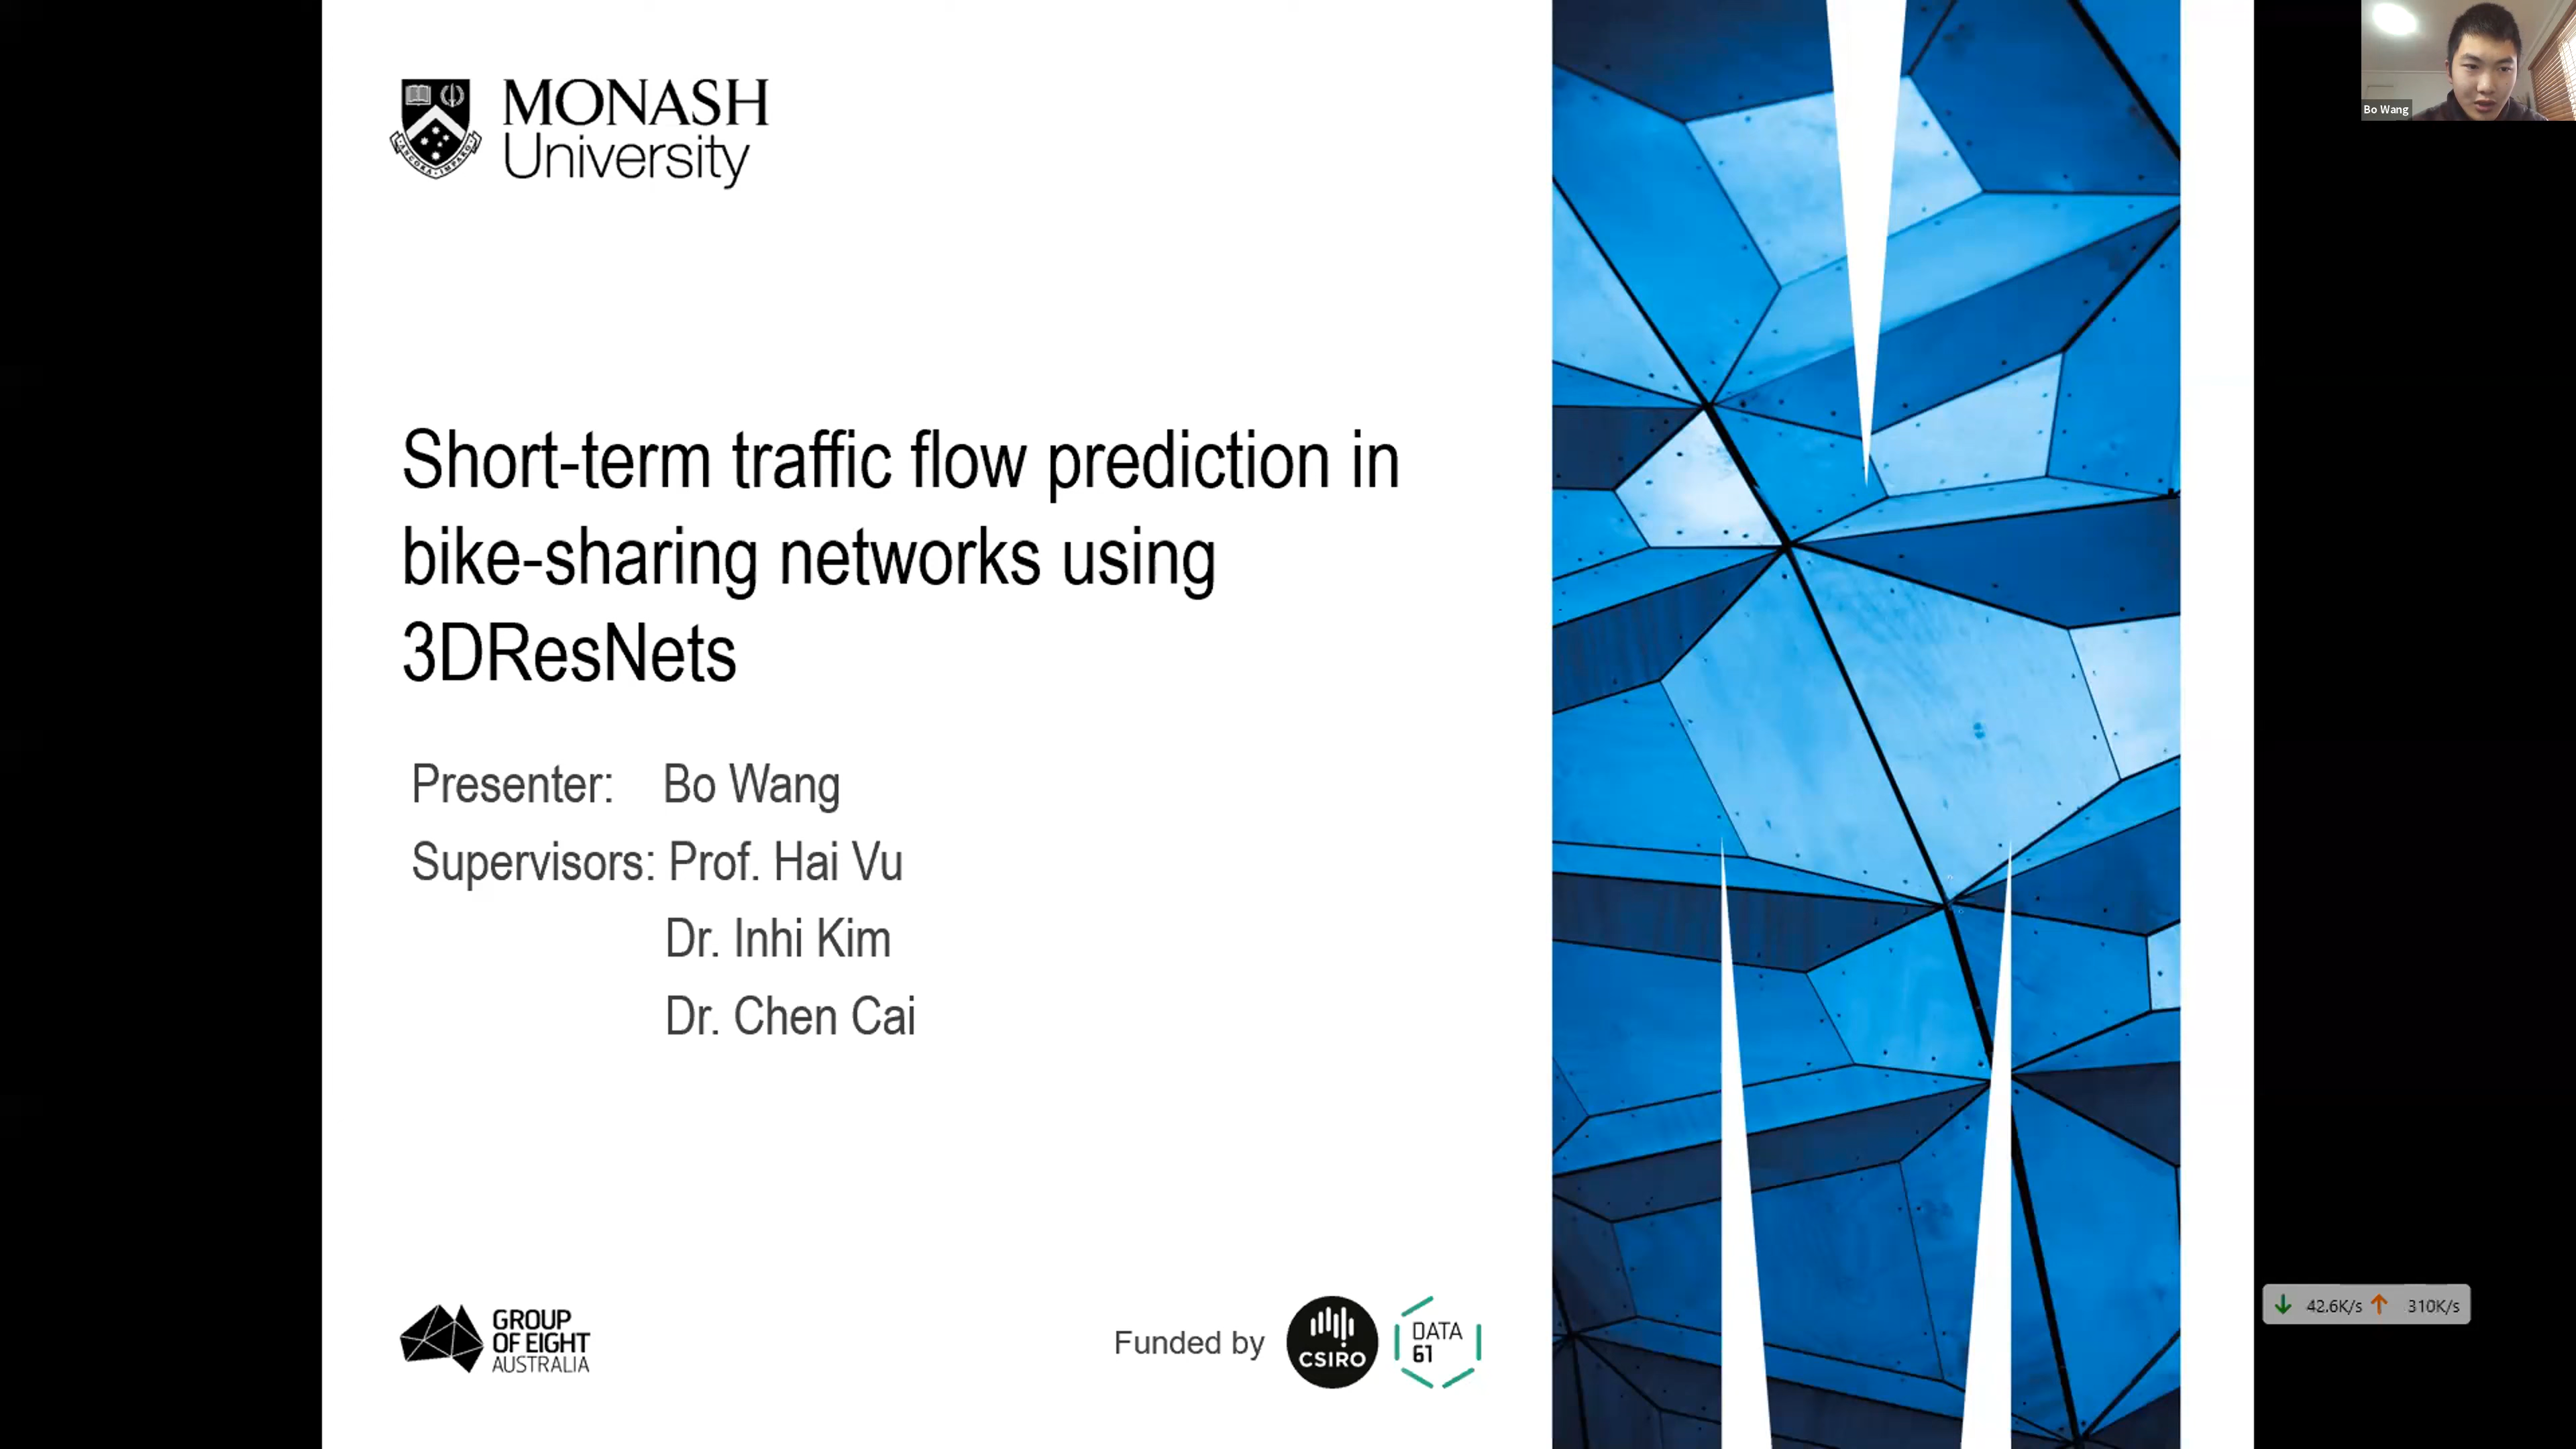 MONASH
University
Short-term traffic flow prediction in
bike-sharing networks using
3DResNets
Presenter: Bo Wang
Supervisors: Prof. Hai Vu
Dr. Inhi Kim
Dr. Chen Cai
GROUP
OF EIGHT
AUSTRALIA
Funded by
CSIRO
DATA
61
Bo Wang
42.6K/s 310K/s